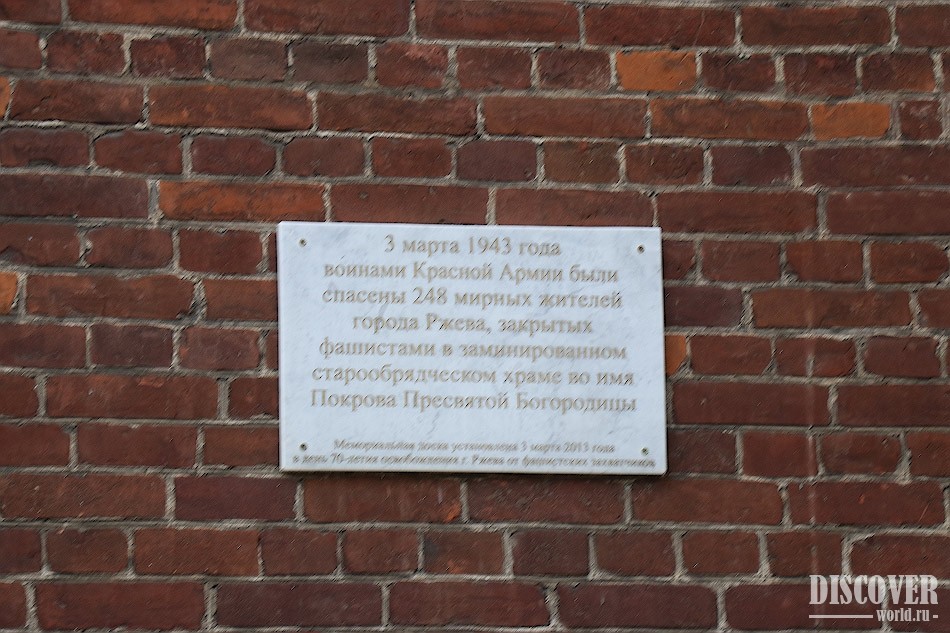 3 марта 1943 года
воинами Красной Армии были
спасены 248 мирных жителей
города Ржева, закрытых
фашистами в заминированном
старообрядческом храме во имя
Покрова Пресвятой Богородицы
Мемориальная доска установлена 3 марта 2013 года
в день 70-летия освобождения г. Ржева от фашистских захватчиков
DISCOVER
world.ru